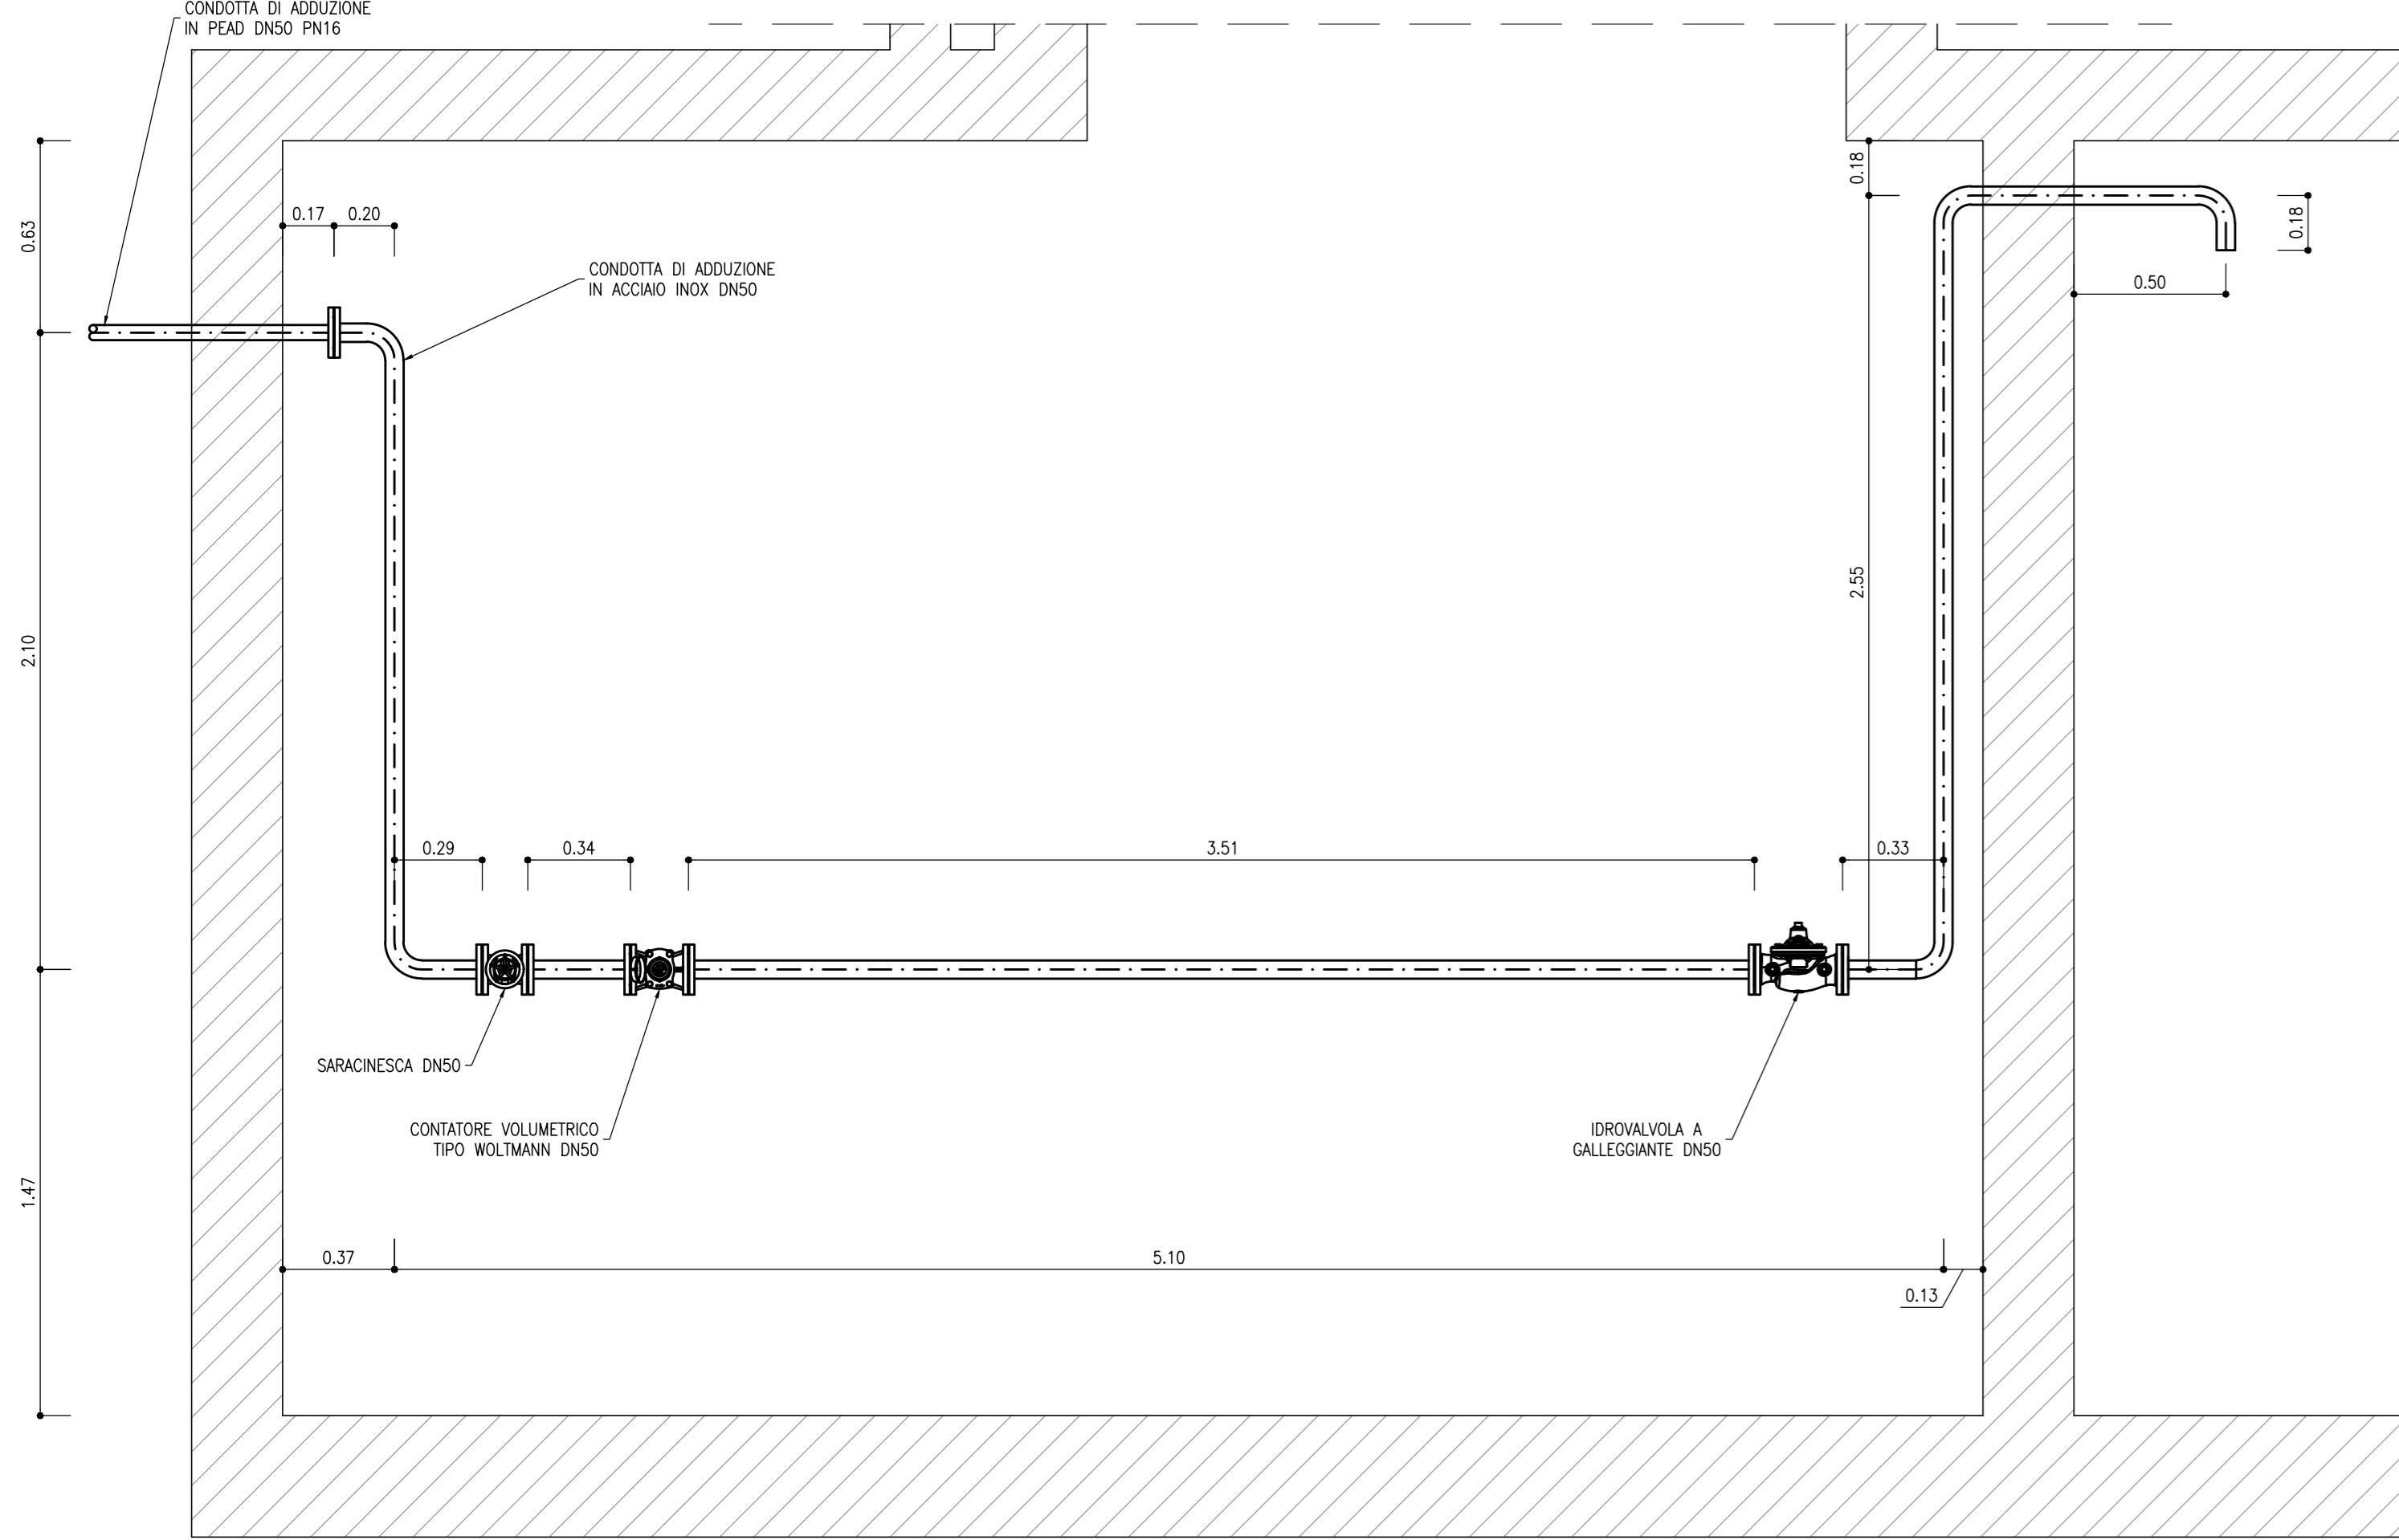 CONDOTTA DI ADDUZIONE
IN PEAD DN50 PN16
0.18
0.63
0.17
0.20
0.18
CONDOTTA DI ADDUZIONE
IN ACCIAIO INOX DN50
0.50
2.55
2.10
0.29
0.34
3.51
0.33
SARACINESCA DN50
CONTATORE VOLUMETRICO
TIPO WOLTMANN DN50
IDROVALVOLA A
GALLEGGIANTE DN50
1.47
0.37
5.10
0.13